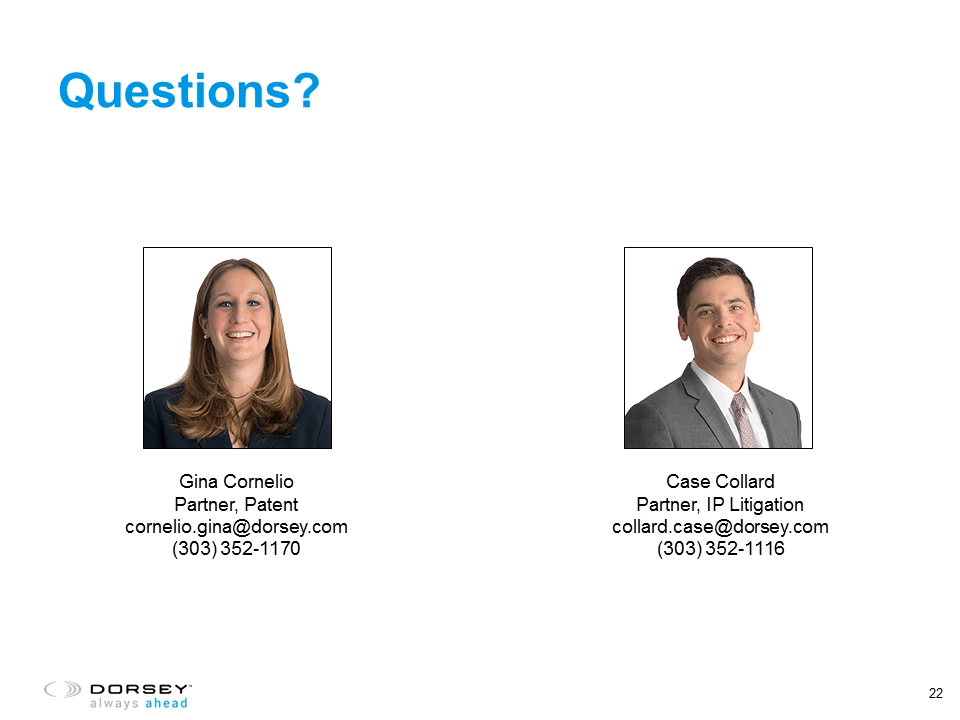 Questions?
Gina Cornelio
Partner, Patent
cornelio.gina@dorsey.com
(303) 352-1170
Case Collard
Partner, IP Litigation
collard.case@dorsey.com
(303) 352-1116
DORSEY™
always ahead
22